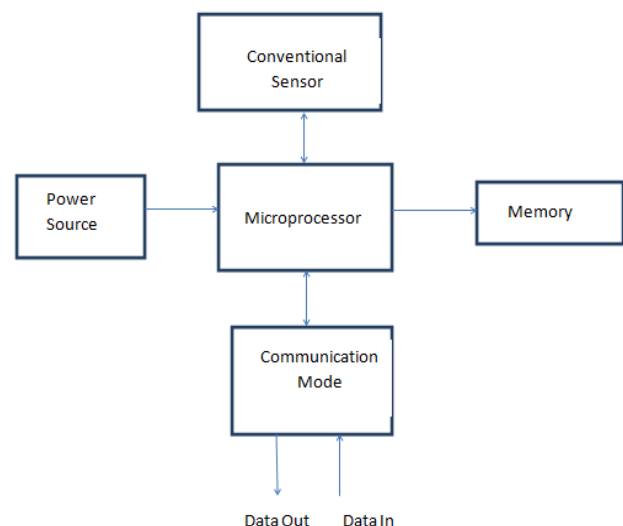 Conventional
Sensor
Power
Source
Microprocessor
Memory
Communication
Mode
Data Out
Data In